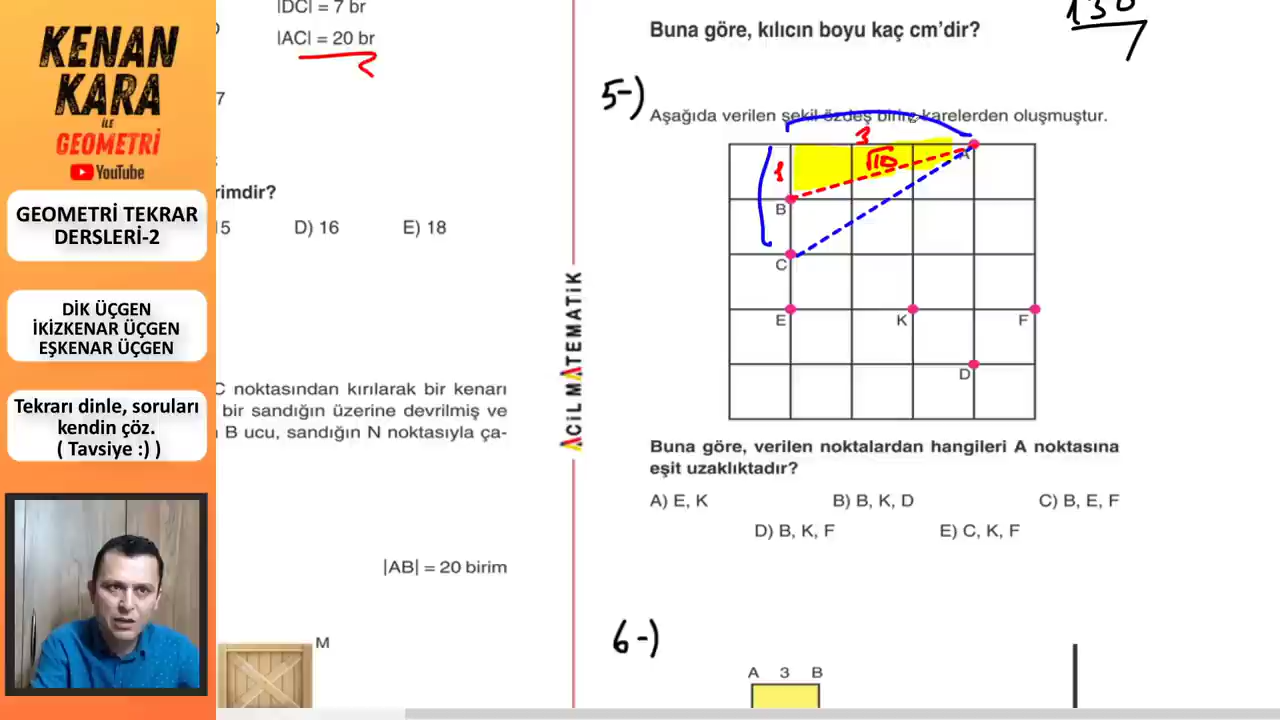 KENAN
KARA
İLE
GEOMETRİ
YouTube
GEOMETRİ TEKRAR
DERSLERİ-2
DİK ÜÇGEN
İKİZKENAR ÜÇGEN
EŞKENAR ÜÇGEN
Tekrarı dinle, soruları
kendin çöz.
( Tavsiye :) )
|DC| = 7 br
|AC| = 20 br
7
rimdir?
15 D) 16 E) 18
C noktasından kırılarak bir kenarı
bir sandığın üzerine devrilmiş ve
B ucu, sandığın N noktasıyla ça-
|AB| = 20 birim
M
ACİLMATEMATİK
Buna göre, kılıcın boyu kaç cm'dir?
130
5-)
Aşağıda verilen şekil özdeş birim karelerden oluşmuştur.
3
1
√10
A
B
C
E
K
F
D
Buna göre, verilen noktalardan hangileri A noktasına
eşit uzaklıktadır?
A) E, K B) B, K, D C) B, E, F
D) B, K, F E) C, K, F
6-)
A 3 B